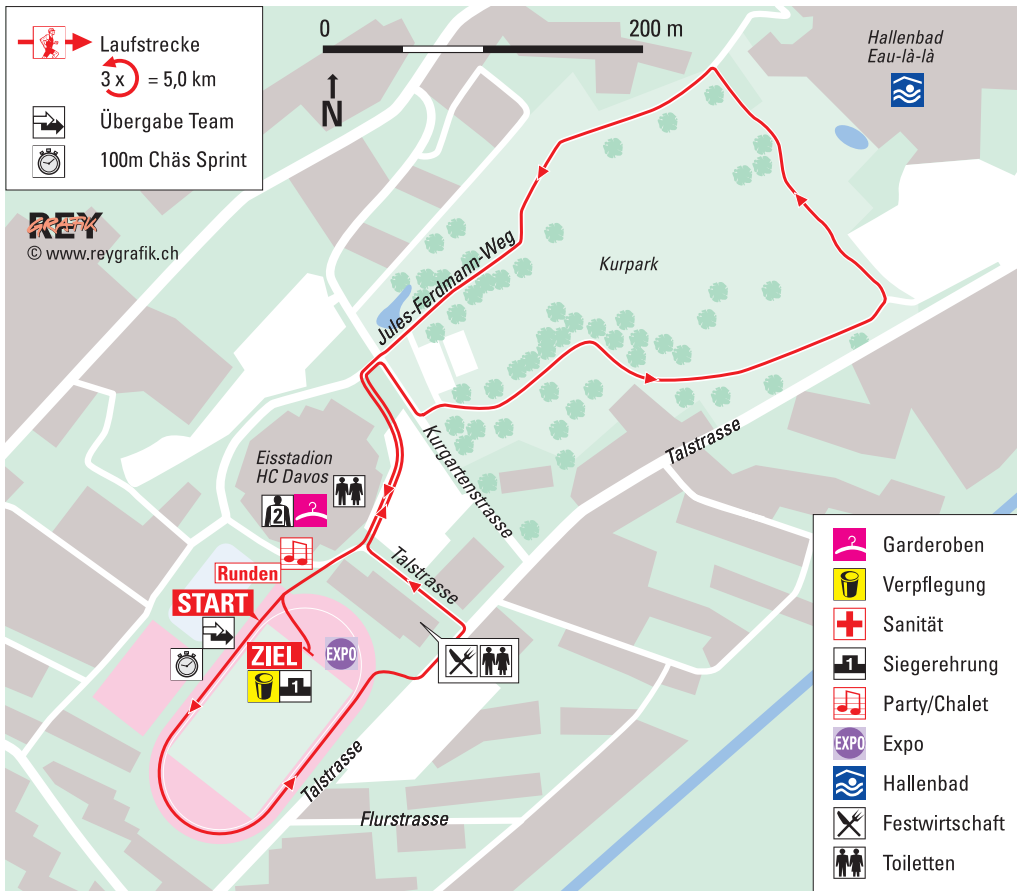 Laufstrecke
3 x = 5,0 km
Übergabe Team
100m Chäs Sprint
REY
GRAFIK
© www.reygrafik.ch
0 200 m
N
Hallenbad
Eau-là-là
Jules-Ferdmann-Weg
Kurpark
Talstrasse
Kurgartenstrasse
Eisstadion
HC Davos
2
Talstrasse
Runden
START
ZIEL
EXPO
1
Talstrasse
Flurstrasse
Garderoben
Verpflegung
Sanität
1 Siegerehrung
Party/Chalet
EXPO Expo
Hallenbad
Festwirtschaft
Toiletten